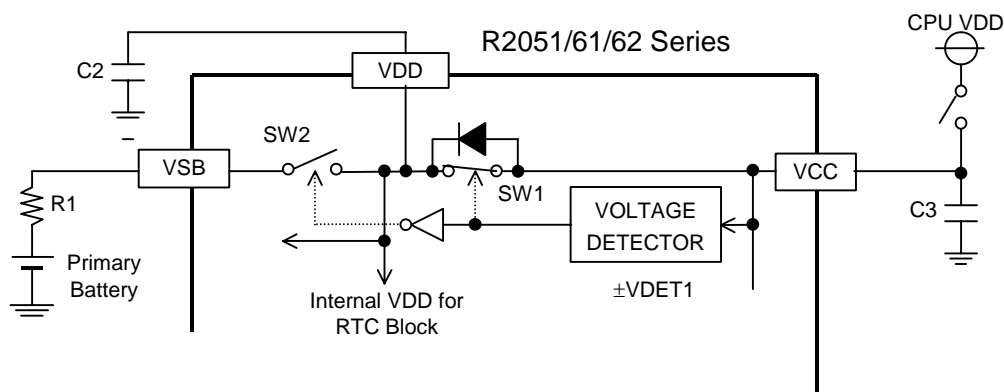 CPU VDD
R2051/61/62 Series
C2
VDD
SW2
VSB
VCC
SW1
R1
C3
VOLTAGE
DETECTOR
Primary
Battery
±VDET1
Internal VDD for
RTC Block